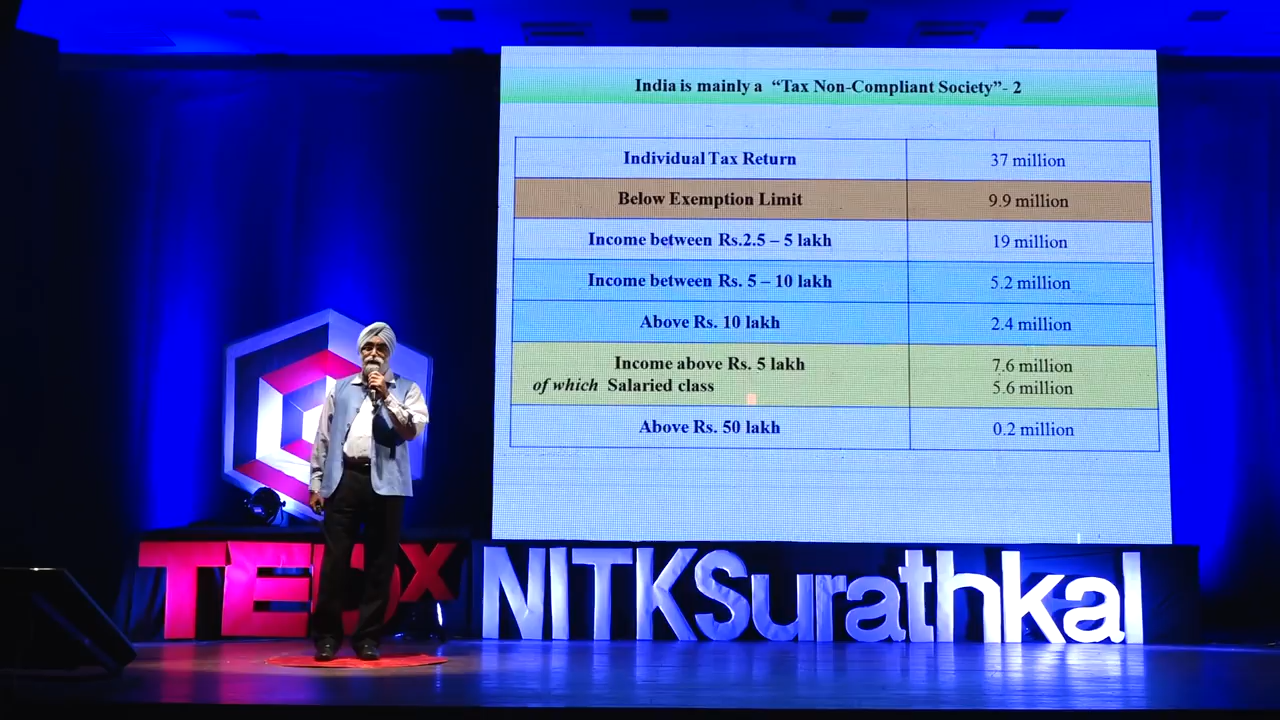 India is mainly a “Tax Non-Compliant Society”- 2
Individual Tax Return 37 million
Below Exemption Limit 9.9 million
Income between Rs.2.5 – 5 lakh 19 million
Income between Rs. 5 – 10 lakh 5.2 million
Above Rs. 10 lakh 2.4 million
Income above Rs. 5 lakh 7.6 million
of which Salaried class 5.6 million
Above Rs. 50 lakh 0.2 million
TEDx NITKSurathkal